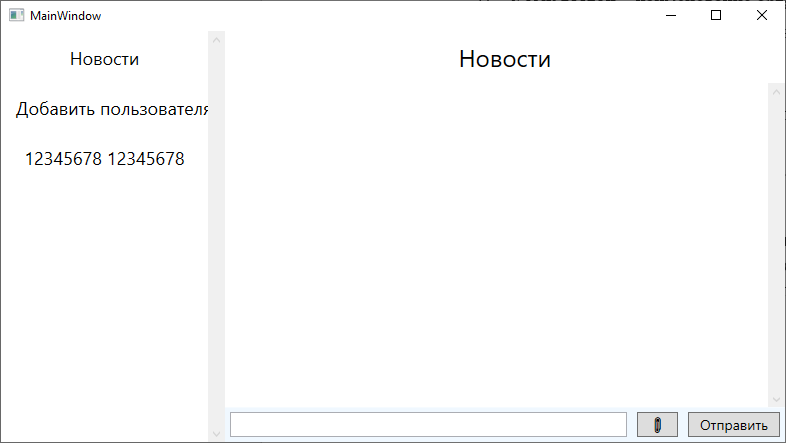 MainWindow
Новости
Добавить пользователя
12345678 12345678
Новости
Отправить